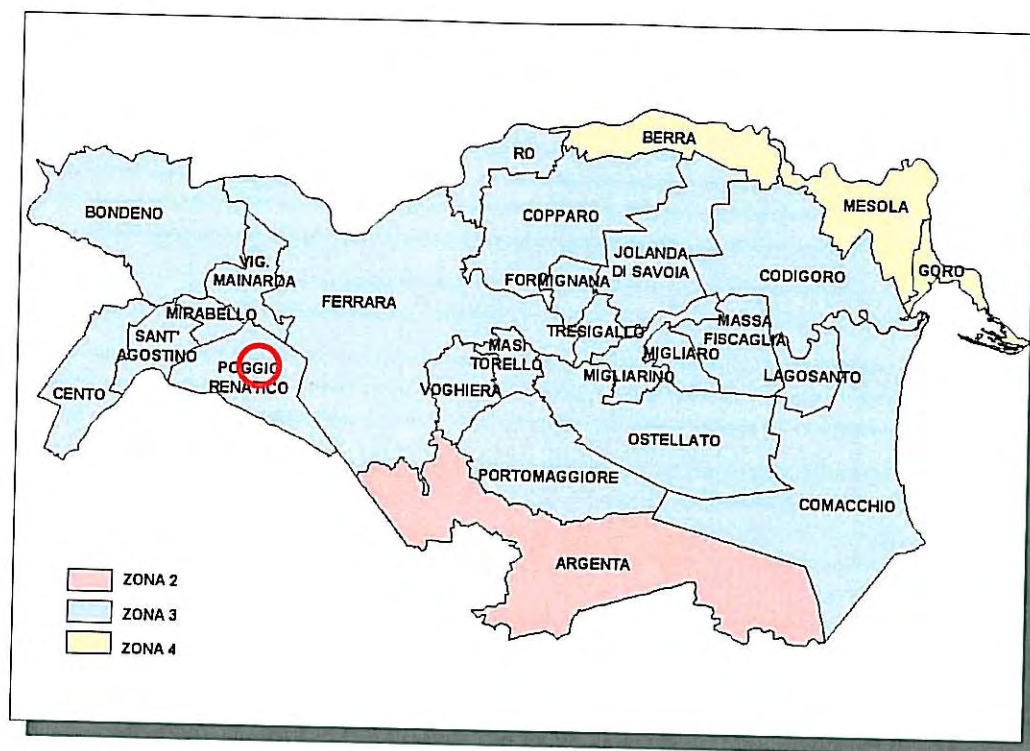 BERRA
RO
MESOLA
BONDENO
COPPARO
VIG.
MAINARDA
JOLANDA
DI SAVOIA
CODIGORO
GORO
FORMIGNANA
FERRARA
MIRABELLO
MASSA
FISCAGLIA
TRESIGALLO
SANT'
AGOSTINO
MASI
TORELLO
MIGLIARO
POGGIO
RENATICO
CENTO
VOGHIERA
MIGLIARINO
LAGOSANTO
OSTELLATO
PORTOMAGGIORE
COMACCHIO
ARGENTA
ZONA 2
ZONA 3
ZONA 4